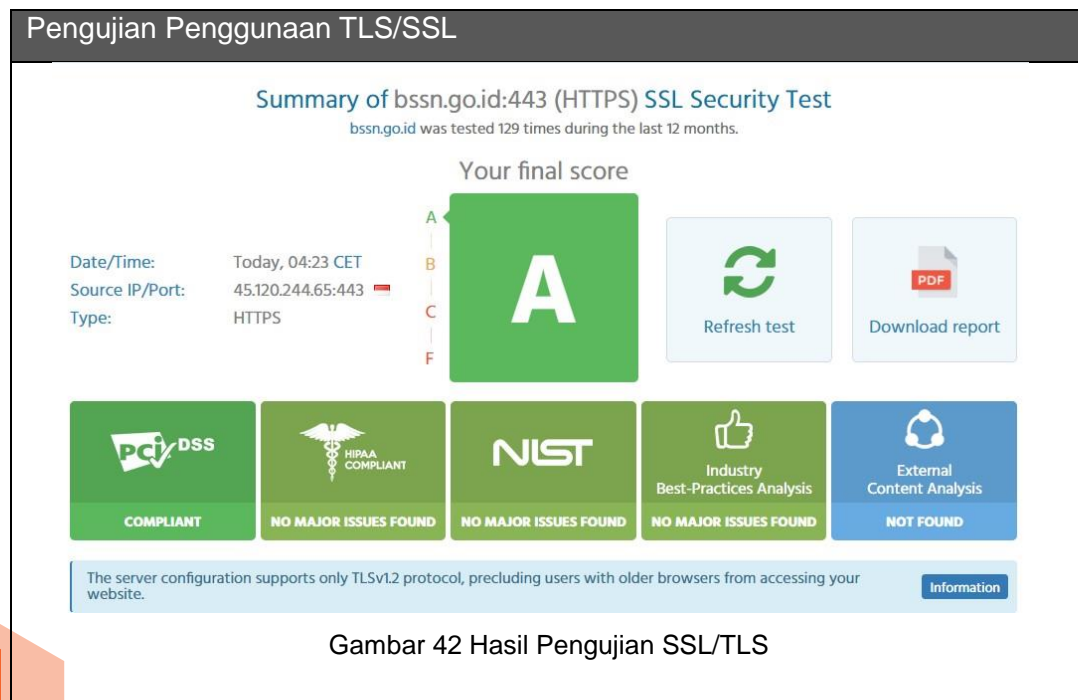 Pengujian Penggunaan TLS/SSL
Summary of bssn.go.id:443 (HTTPS) SSL Security Test
bssn.go.id was tested 129 times during the last 12 months.
Your final score
Date/Time: Today, 04:23 CET
Source IP/Port: 45.120.244.65:443
Type: HTTPS
A
B
C
F
A
Refresh test
PDF
Download report
PCI DSS
COMPLIANT
HIPAA
COMPLIANT
NO MAJOR ISSUES FOUND
NIST
NO MAJOR ISSUES FOUND
Industry
Best-Practices Analysis
NO MAJOR ISSUES FOUND
External
Content Analysis
NOT FOUND
The server configuration supports only TLSv1.2 protocol, precluding users with older browsers from accessing your
website.
Information
Gambar 42 Hasil Pengujian SSL/TLS